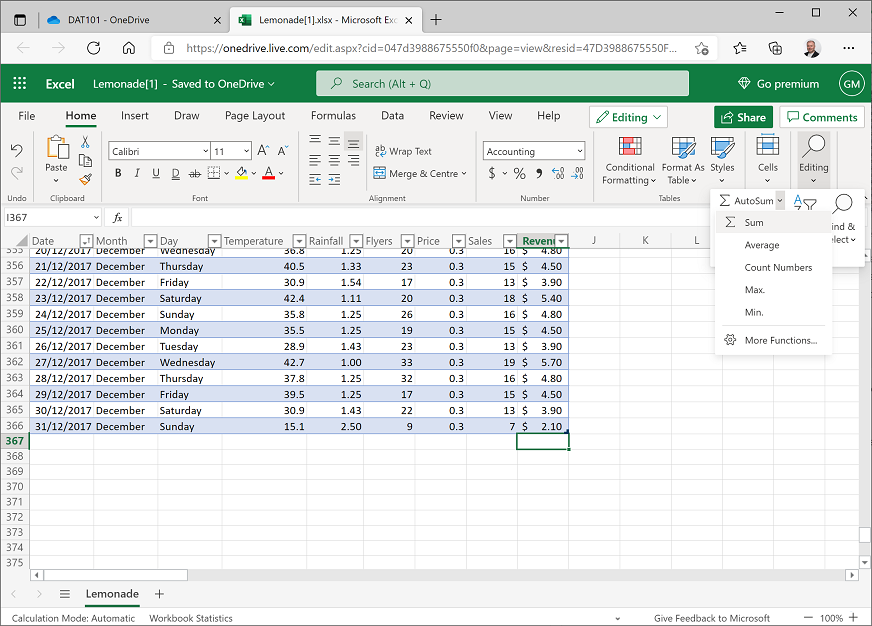 DAT101 - OneDrive
Lemonade[1].xlsx - Microsoft Exc
https://onedrive.live.com/edit.aspx?cid=047d3988675550f0&page=view&resid=47D3988675550F...
Excel Lemonade[1] - Saved to OneDrive
Search (Alt + Q)
Go premium GM
File Home Insert Draw Page Layout Formulas Data Review View Help Editing Share Comments
Paste
Calibri 11
B I U D ab A
Wrap Text
Merge & Centre
Accounting
$ % 9
Conditional Formatting
Format As Table
Styles
Cells
Editing
Undo Clipboard Font Alignment Number Tables
AutoSum
Sum
Average
Count Numbers
Max.
Min.
More Functions...
I367 fx
Date Month Day Temperature Rainfall Flyers Price Sales Revenu J K L
355 20/12/2017 December Wednesday 36.8 1.25 20 0.3 16 $ 4.80
356 21/12/2017 December Thursday 40.5 1.33 23 0.3 15 $ 4.50
357 22/12/2017 December Friday 30.9 1.54 17 0.3 13 $ 3.90
358 23/12/2017 December Saturday 42.4 1.11 20 0.3 18 $ 5.40
359 24/12/2017 December Sunday 35.8 1.25 26 0.3 16 $ 4.80
360 25/12/2017 December Monday 35.5 1.25 19 0.3 15 $ 4.50
361 26/12/2017 December Tuesday 28.9 1.43 23 0.3 13 $ 3.90
362 27/12/2017 December Wednesday 42.7 1.00 33 0.3 19 $ 5.70
363 28/12/2017 December Thursday 37.8 1.25 32 0.3 16 $ 4.80
364 29/12/2017 December Friday 39.5 1.25 17 0.3 15 $ 4.50
365 30/12/2017 December Saturday 30.9 1.43 22 0.3 13 $ 3.90
366 31/12/2017 December Sunday 15.1 2.50 9 0.3 7 $ 2.10
367
368
369
370
371
372
373
374
375
Lemonade
Calculation Mode: Automatic Workbook Statistics Give Feedback to Microsoft 100%